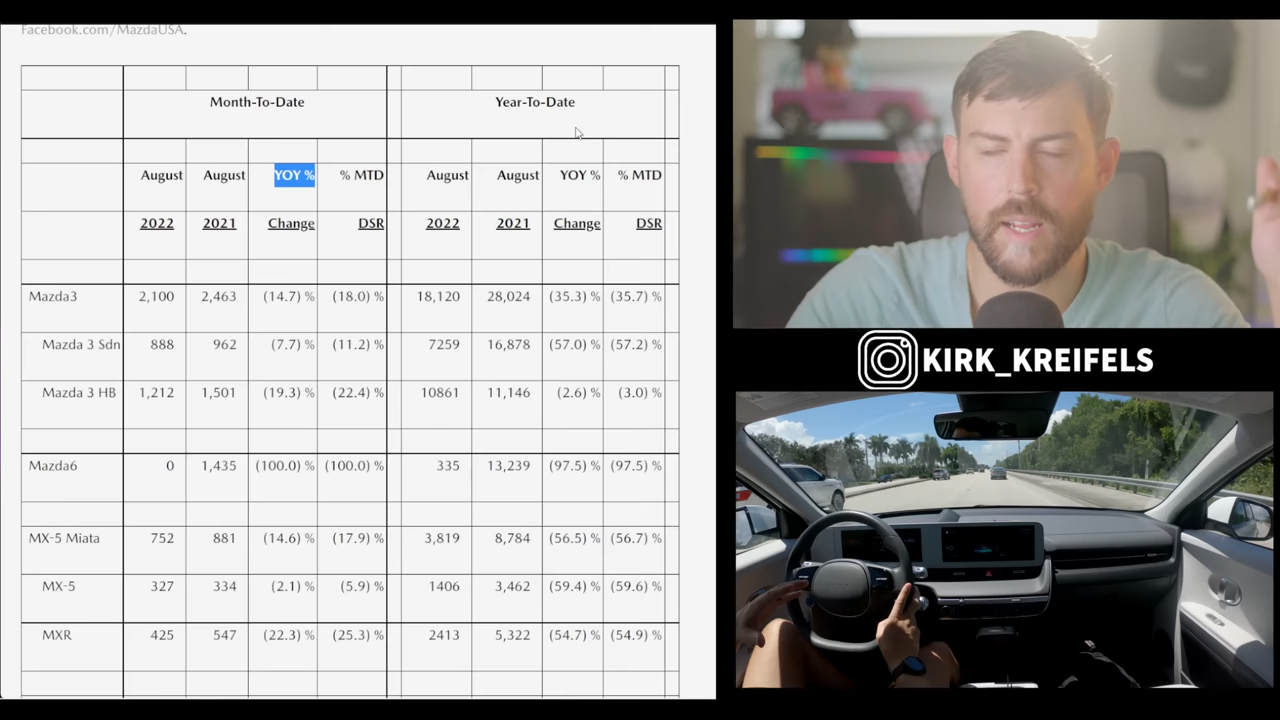 Facebook.com/MazdaUSA.
Month-To-Date Year-To-Date
August August YOY % % MTD August August YOY % % MTD
2022 2021 Change DSR 2022 2021 Change DSR
Mazda3 2,100 2,463 (14.7) % (18.0) % 18,120 28,024 (35.3) % (35.7) %
Mazda 3 Sdn 888 962 (7.7) % (11.2) % 7259 16,878 (57.0) % (57.2) %
Mazda 3 HB 1,212 1,501 (19.3) % (22.4) % 10861 11,146 (2.6) % (3.0) %
Mazda6 0 1,435 (100.0) % (100.0) % 335 13,239 (97.5) % (97.5) %
MX-5 Miata 752 881 (14.6) % (17.9) % 3,819 8,784 (56.5) % (56.7) %
MX-5 327 334 (2.1) % (5.9) % 1406 3,462 (59.4) % (59.6) %
MXR 425 547 (22.3) % (25.3) % 2413 5,322 (54.7) % (54.9) %
KIRK_KREIFELS